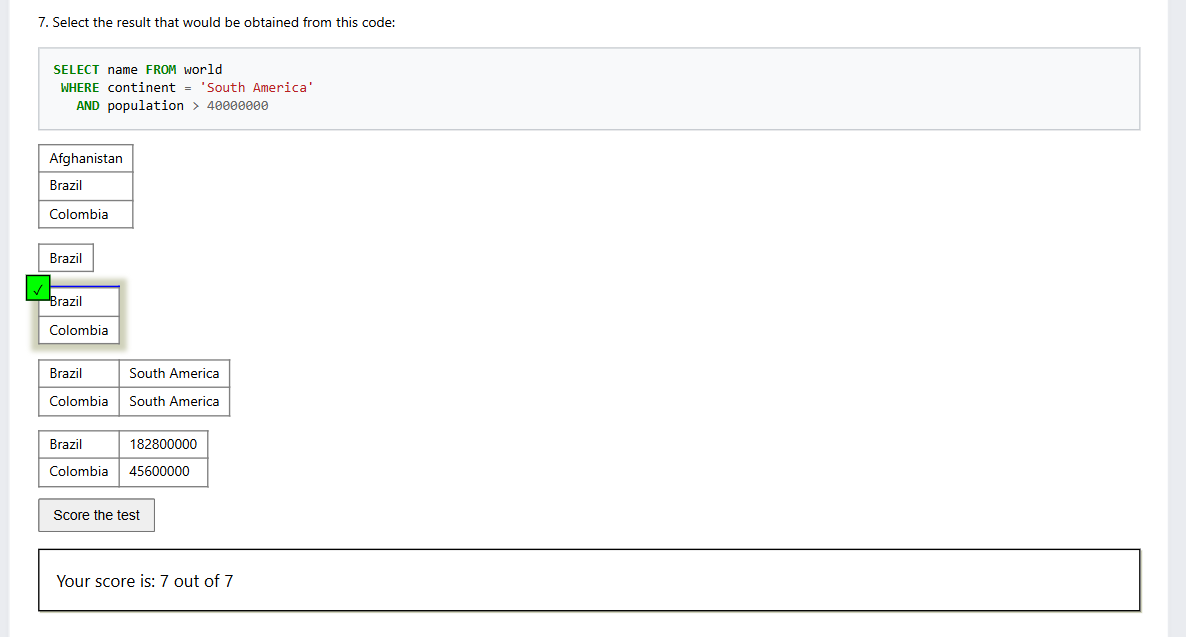 7. Select the result that would be obtained from this code:
SELECT name FROM world
WHERE continent = 'South America'
AND population > 40000000
Afghanistan
Brazil
Colombia
Brazil
✓
Brazil
Colombia
Brazil South America
Colombia South America
Brazil 182800000
Colombia 45600000
Score the test
Your score is: 7 out of 7